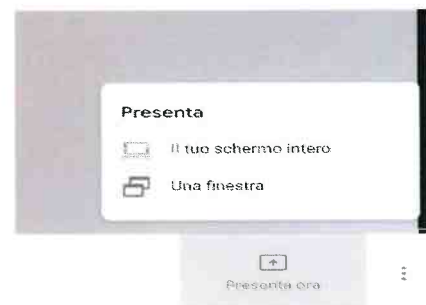 Presenta
Il tuo schermo intero
Una finestra
Presenta ora